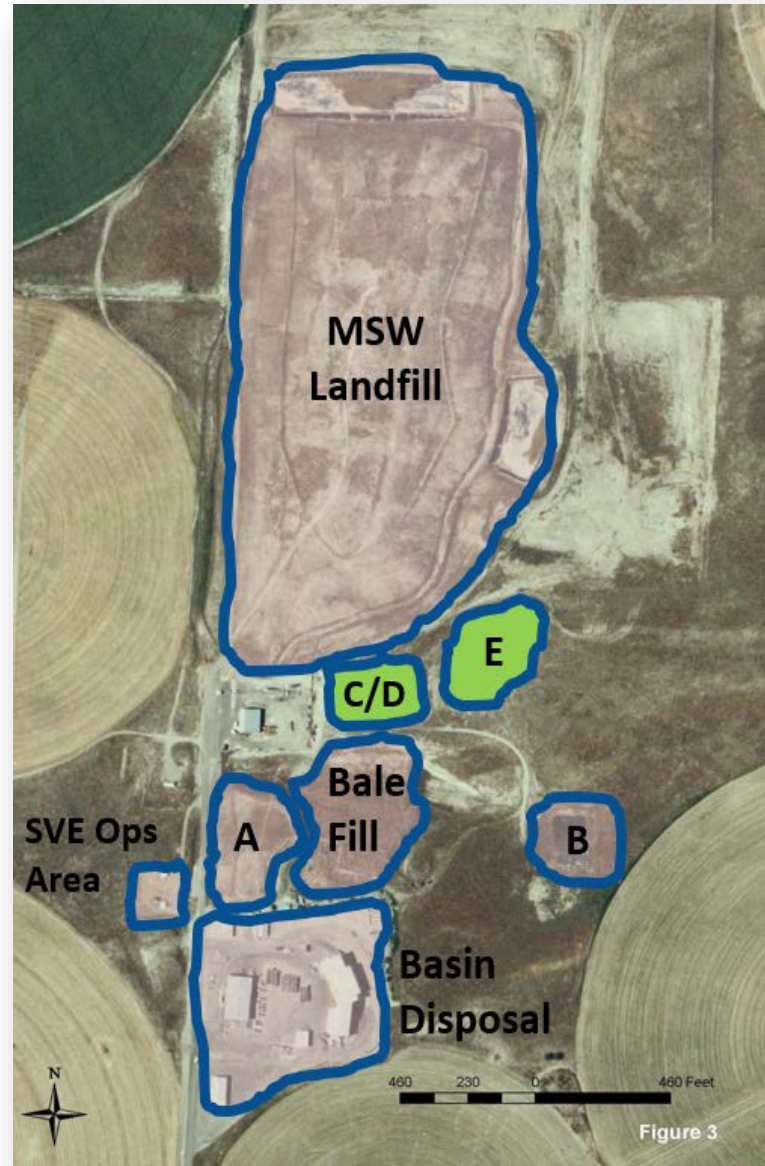 MSW
Landfill
E
C/D
Bale
Fill
A
B
SVE Ops
Area
Basin
Disposal
N
460 230 0 460 Feet
Figure 3